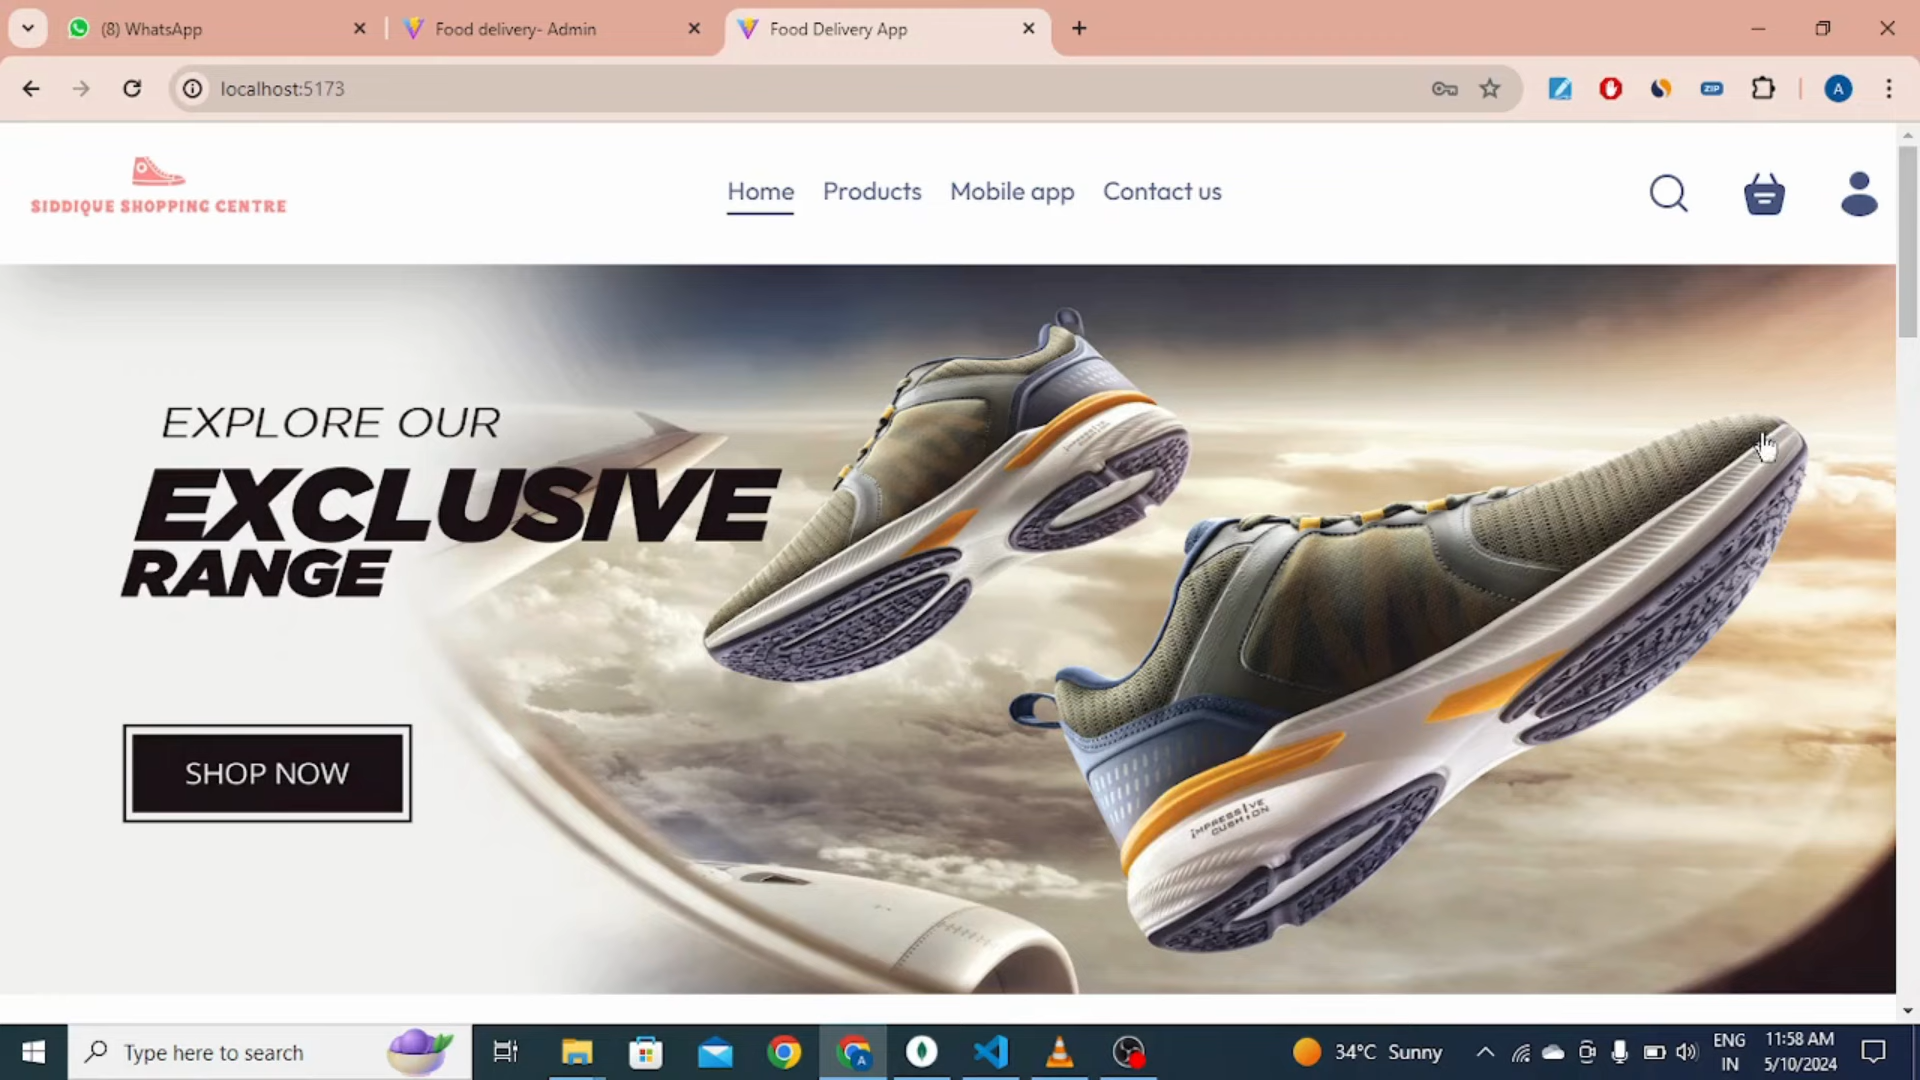 (8) WhatsApp
Food delivery- Admin
Food Delivery App
localhost:5173
ZIP
A
SIDDIQUE SHOPPING CENTRE
Home
Products
Mobile app
Contact us
EXPLORE OUR
EXCLUSIVE
RANGE
SHOP NOW
IMPRESSIVE
CUSHION
Type here to search
A
34°C Sunny
ENG
IN
11:58 AM
5/10/2024